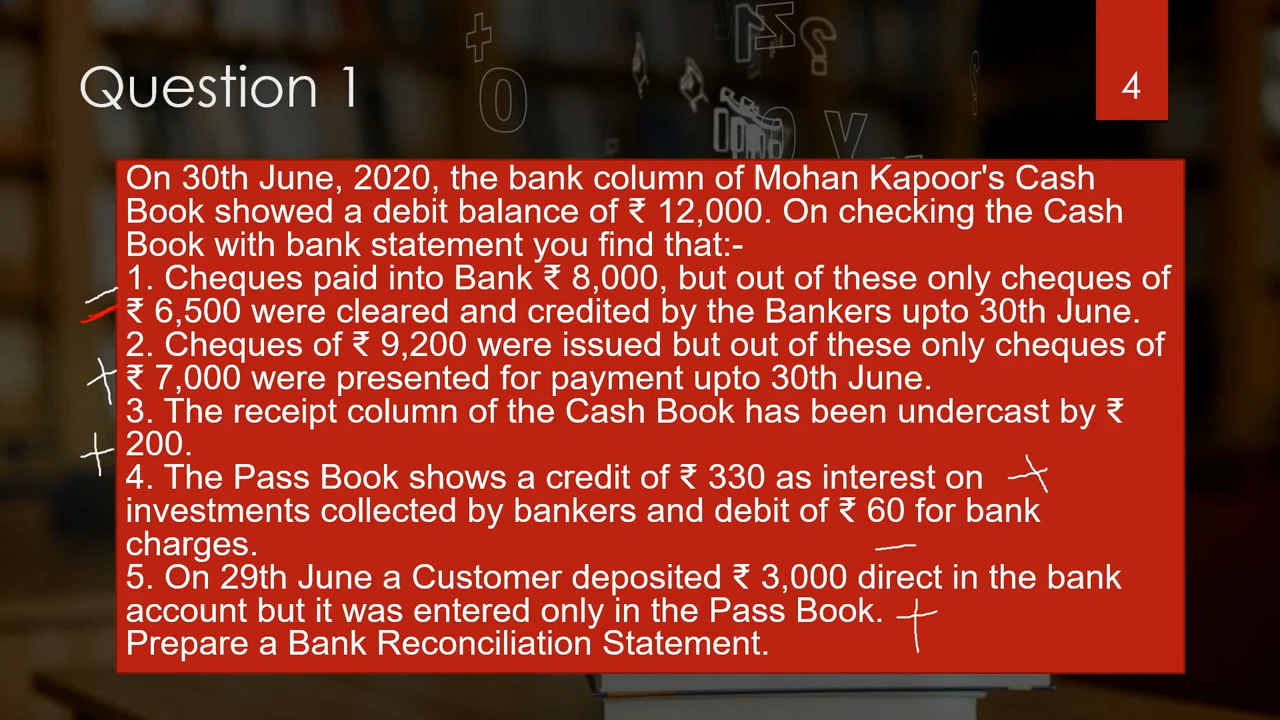 Question 1
4
On 30th June, 2020, the bank column of Mohan Kapoor's Cash
Book showed a debit balance of ₹ 12,000. On checking the Cash
Book with bank statement you find that:-
1. Cheques paid into Bank ₹ 8,000, but out of these only cheques of
₹ 6,500 were cleared and credited by the Bankers upto 30th June.
2. Cheques of ₹ 9,200 were issued but out of these only cheques of
₹ 7,000 were presented for payment upto 30th June.
3. The receipt column of the Cash Book has been undercast by ₹
200.
4. The Pass Book shows a credit of ₹ 330 as interest on
investments collected by bankers and debit of ₹ 60 for bank
charges.
5. On 29th June a Customer deposited ₹ 3,000 direct in the bank
account but it was entered only in the Pass Book.
Prepare a Bank Reconciliation Statement.